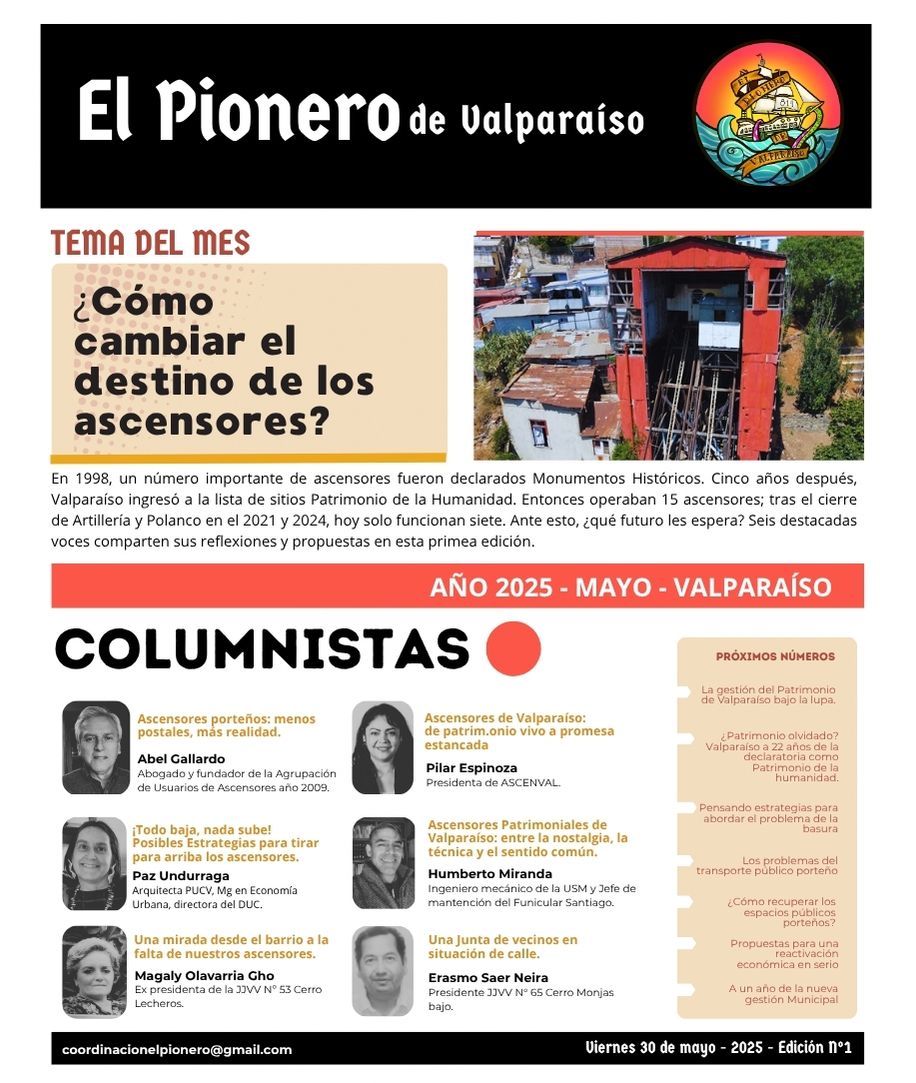 El Pionero de Valparaíso
EL
PIONERO
DE
VALPARAISO
TEMA DEL MES
¿Cómo
cambiar el
destino de los
ascensores?
En 1998, un número importante de ascensores fueron declarados Monumentos Históricos. Cinco años después,
Valparaíso ingresó a la lista de sitios Patrimonio de la Humanidad. Entonces operaban 15 ascensores; tras el cierre
de Artillería y Polanco en el 2021 y 2024, hoy solo funcionan siete. Ante esto, ¿qué futuro les espera? Seis destacadas
voces comparten sus reflexiones y propuestas en esta primea edición.
AÑO 2025 - MAYO - VALPARAÍSO
COLUMNISTAS
Ascensores porteños: menos
postales, más realidad.
Abel Gallardo
Abogado y fundador de la Agrupación
de Usuarios de Ascensores año 2009.
Ascensores de Valparaíso:
de patrim.onio vivo a promesa
estancada
Pilar Espinoza
Presidenta de ASCENVAL.
¡Todo baja, nada sube!
Posibles Estrategias para tirar
para arriba los ascensores.
Paz Undurraga
Arquitecta PUCV, Mg en Economía
Urbana, directora del DUC.
Ascensores Patrimoniales de
Valparaíso: entre la nostalgia, la
técnica y el sentido común.
Humberto Miranda
Ingeniero mecánico de la USM y Jefe de
mantención del Funicular Santiago.
Una mirada desde el barrio a la
falta de nuestros ascensores.
Magaly Olavarria Gho
Ex presidenta de la JJVV Nº 53 Cerro
Lecheros.
Una Junta de vecinos en
situación de calle.
Erasmo Saer Neira
Presidente JJVV Nº 65 Cerro Monjas
bajo.
PRÓXIMOS NÚMEROS
La gestión del Patrimonio
de Valparaíso bajo la lupa.
¿Patrimonio olvidado?
Valparaíso a 22 años de la
declaratoria como
Patrimonio de la
humanidad.
Pensando estrategias para
abordar el problema de la
basura
Los problemas del
transporte público porteño
¿Cómo recuperar los
espacios públicos
porteños?
Propuestas para una
reactivación
económica en serio
A un año de la nueva
gestión Municipal
coordinacionelpionero@gmail.com
Viernes 30 de mayo - 2025 - Edición Nº1